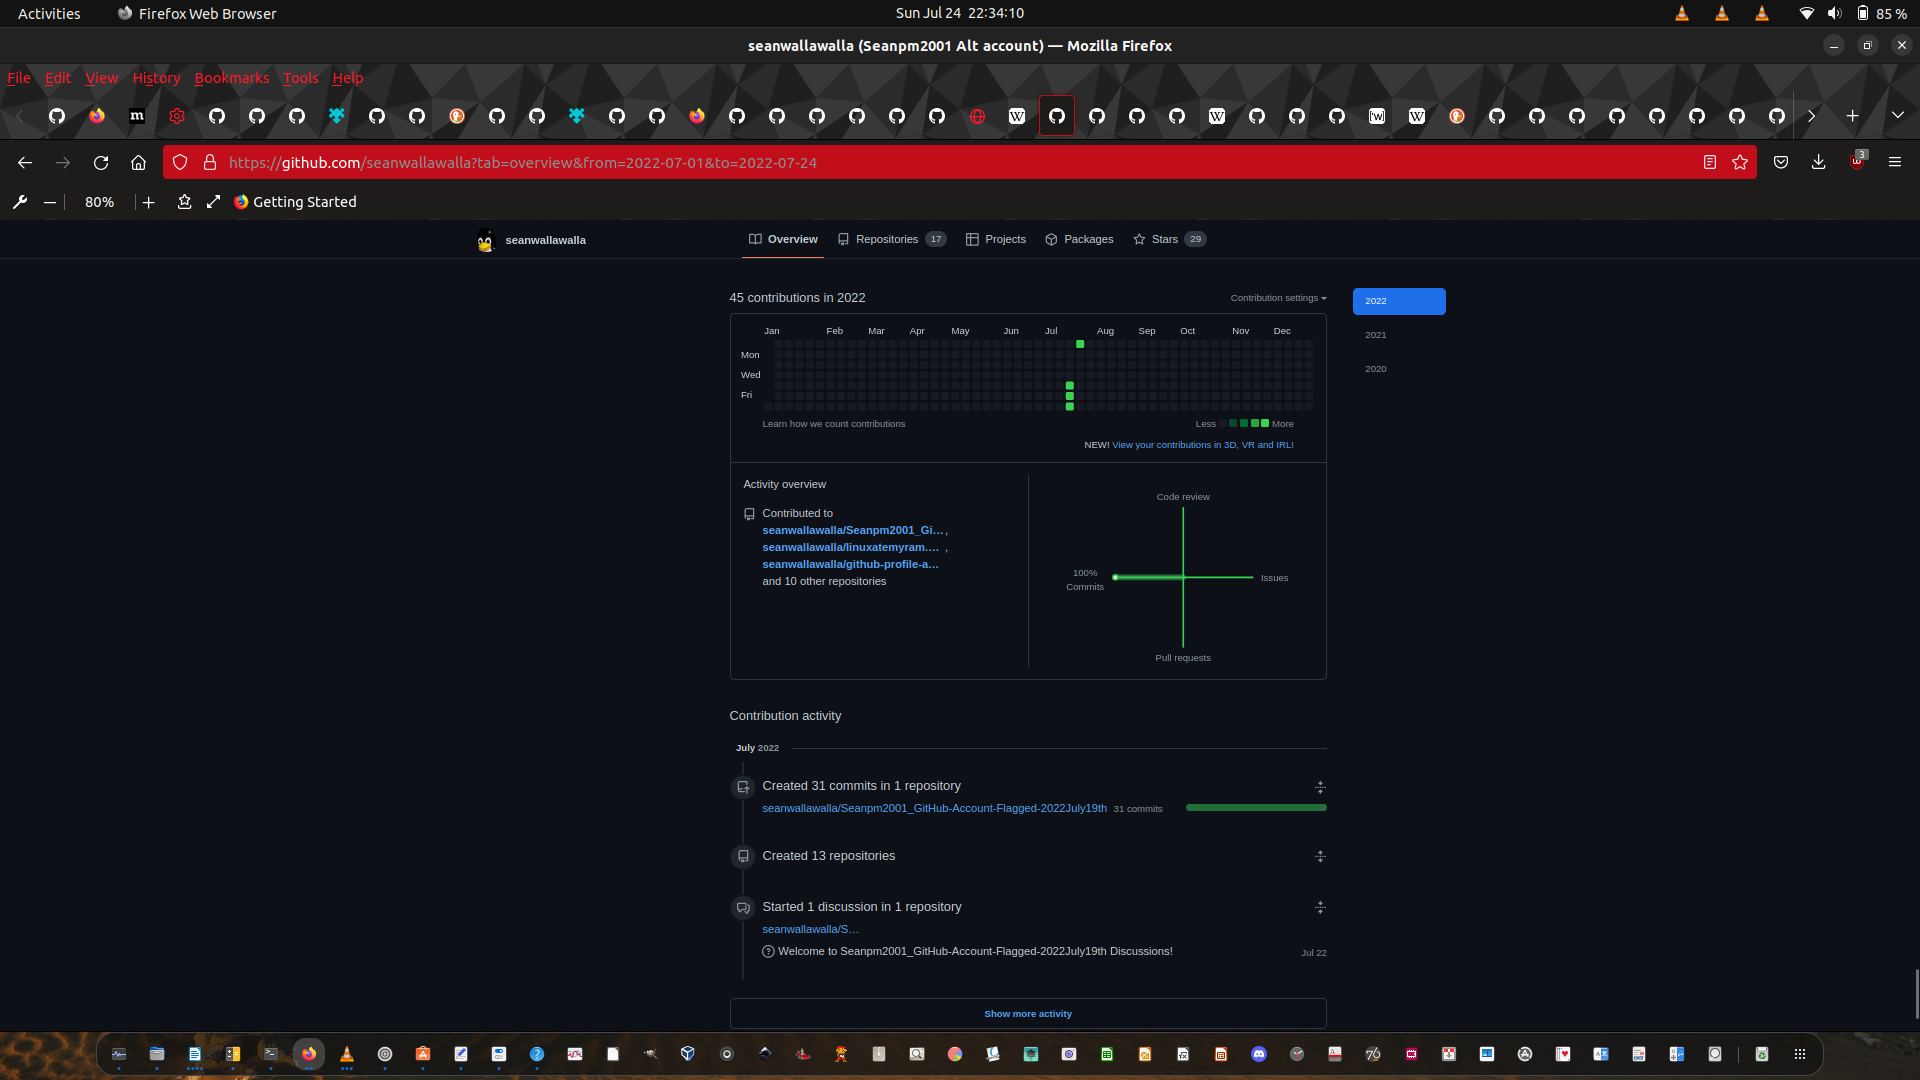 Activities Firefox Web Browser Sun Jul 24 22:34:10 85 %
seanwallawalla (Seanpm2001 Alt account) — Mozilla Firefox
File Edit View History Bookmarks Tools Help
https://github.com/seanwallawalla?tab=overview&from=2022-07-01&to=2022-07-24 3
80% Getting Started
seanwallawalla Overview Repositories 17 Projects Packages Stars 29
45 contributions in 2022 Contribution settings 2022
Jan Feb Mar Apr May Jun Jul Aug Sep Oct Nov Dec
2021
Mon
Wed
2020
Fri
Learn how we count contributions Less More
NEW! View your contributions in 3D, VR and IRL!
Activity overview
Code review
Contributed to
seanwallawalla/Seanpm2001_Gi…,
seanwallawalla/linuxatemyram.… ,
seanwallawalla/github-profile-a…
and 10 other repositories
100%
Commits
Issues
Pull requests
Contribution activity
July 2022
Created 31 commits in 1 repository
seanwallawalla/Seanpm2001_GitHub-Account-Flagged-2022July19th 31 commits
Created 13 repositories
Started 1 discussion in 1 repository
seanwallawalla/S…
Welcome to Seanpm2001_GitHub-Account-Flagged-2022July19th Discussions! Jul 22
Show more activity